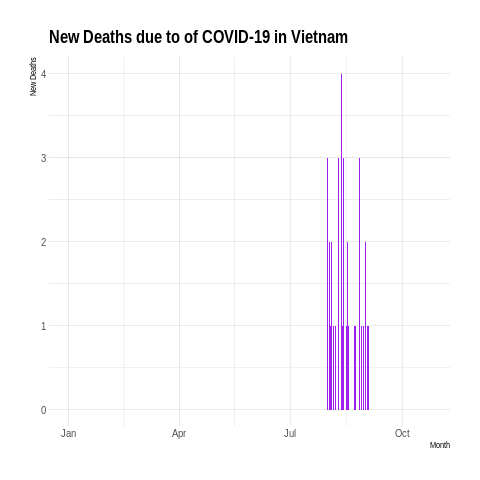 New Deaths due to of COVID-19 in Vietnam
New Deaths
4
3
2
1
0
Jan Apr Jul Oct
Month